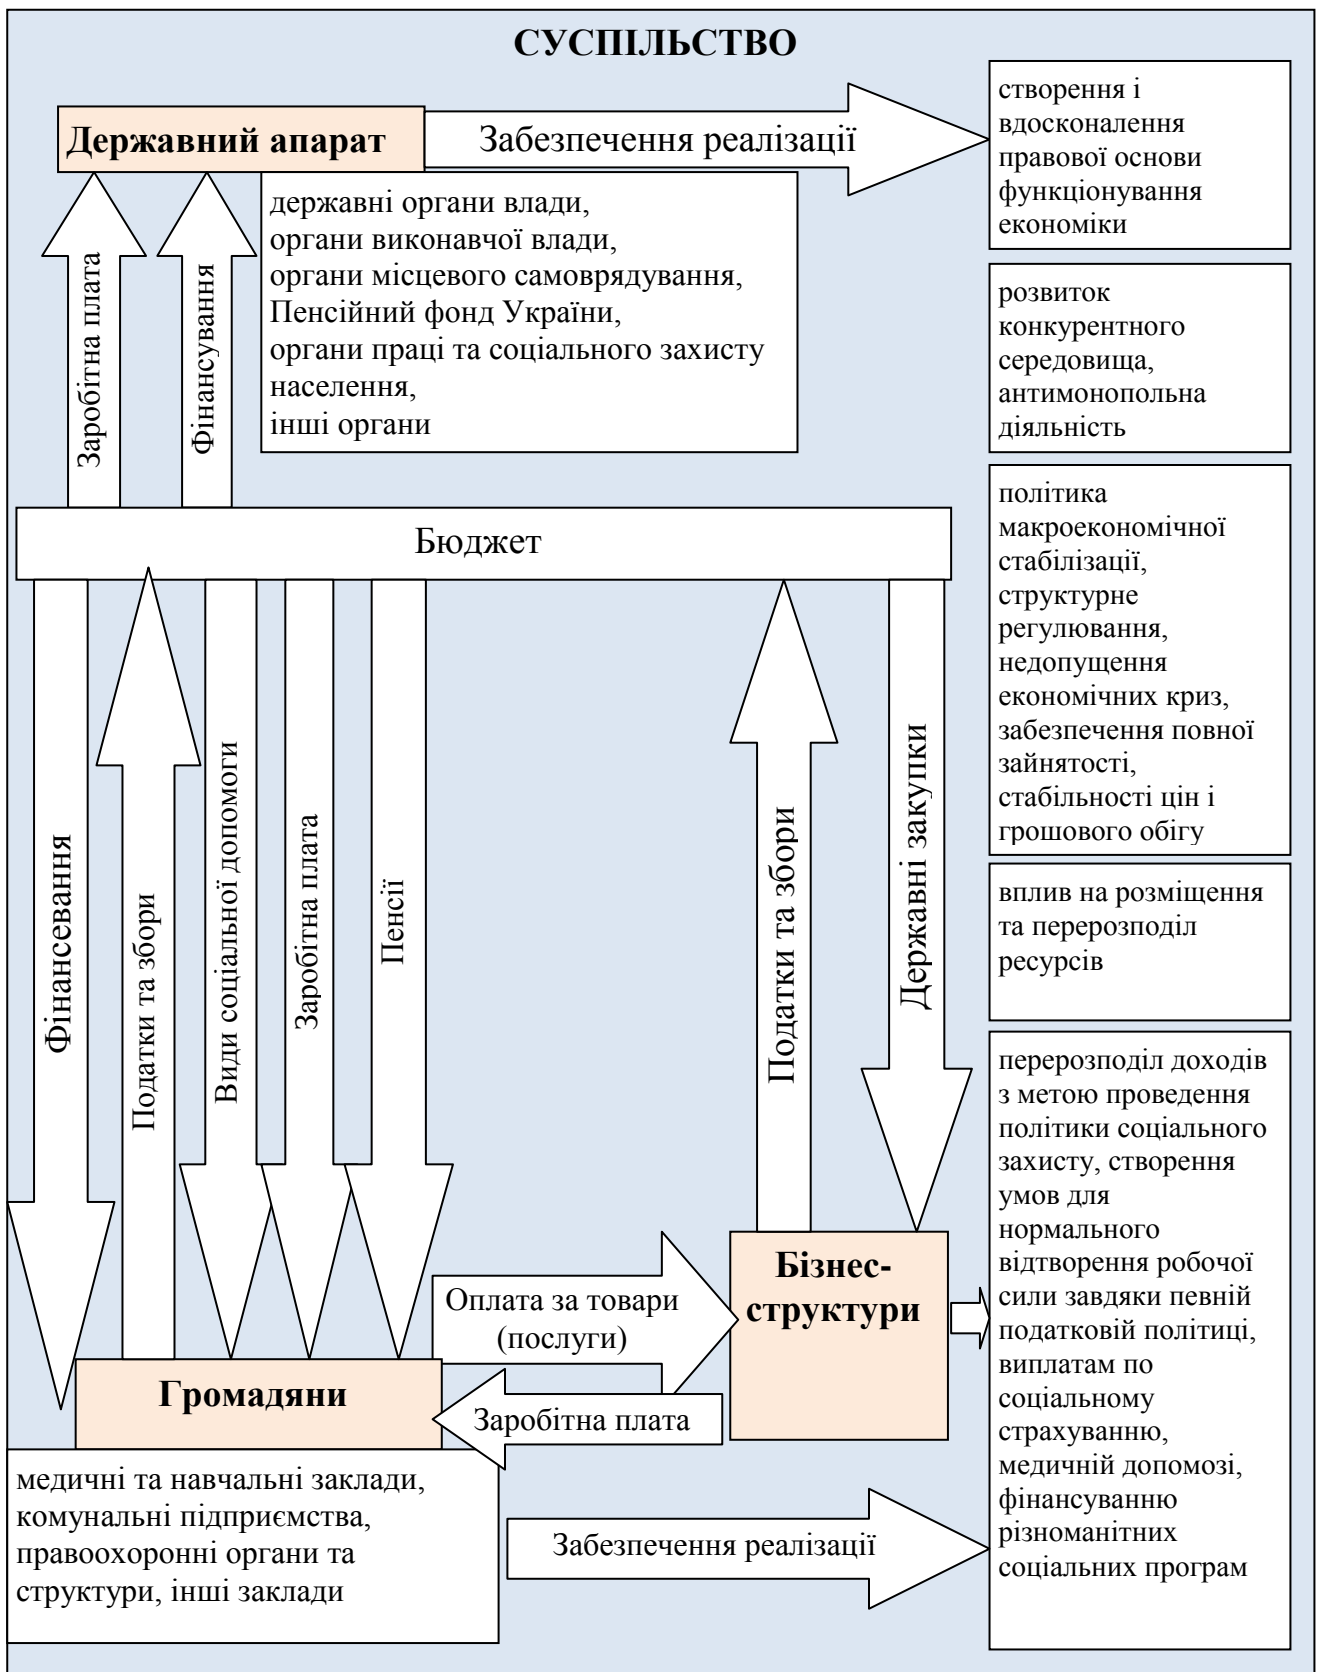 СУСПІЛЬСТВО
Державний апарат
Забезпечення реалізації
державні органи влади,
органи виконавчої влади,
органи місцевого самоврядування,
Пенсійний фонд України,
органи праці та соціального захисту
населення,
інші органи
Заробітна плата
Фінансування
створення і
вдосконалення
правової основи
функціонування
економіки
розвиток
конкурентного
середовища,
антимонопольна
діяльність
політика
макроекономічної
стабілізації,
структурне
регулювання,
недопущення
економічних криз,
забезпечення повної
зайнятості,
стабільності цін і
грошового обігу
вплив на розміщення
та перерозподіл
ресурсів
перерозподіл доходів
з метою проведення
політики соціального
захисту, створення
умов для
нормального
відтворення робочої
сили завдяки певній
податковій політиці,
виплатам по
соціальному
страхуванню,
медичній допомозі,
фінансуванню
різноманітних
соціальних програм
Бюджет
Фінансевання
Податки та збори
Види соціальної допомоги
Заробітна плата
Пенсії
Податки та збори
Державні закупки
Бізнес-
структури
Оплата за товари
(послуги)
Заробітна плата
Громадяни
медичні та навчальні заклади,
комунальні підприємства,
правоохоронні органи та
структури, інші заклади
Забезпечення реалізації